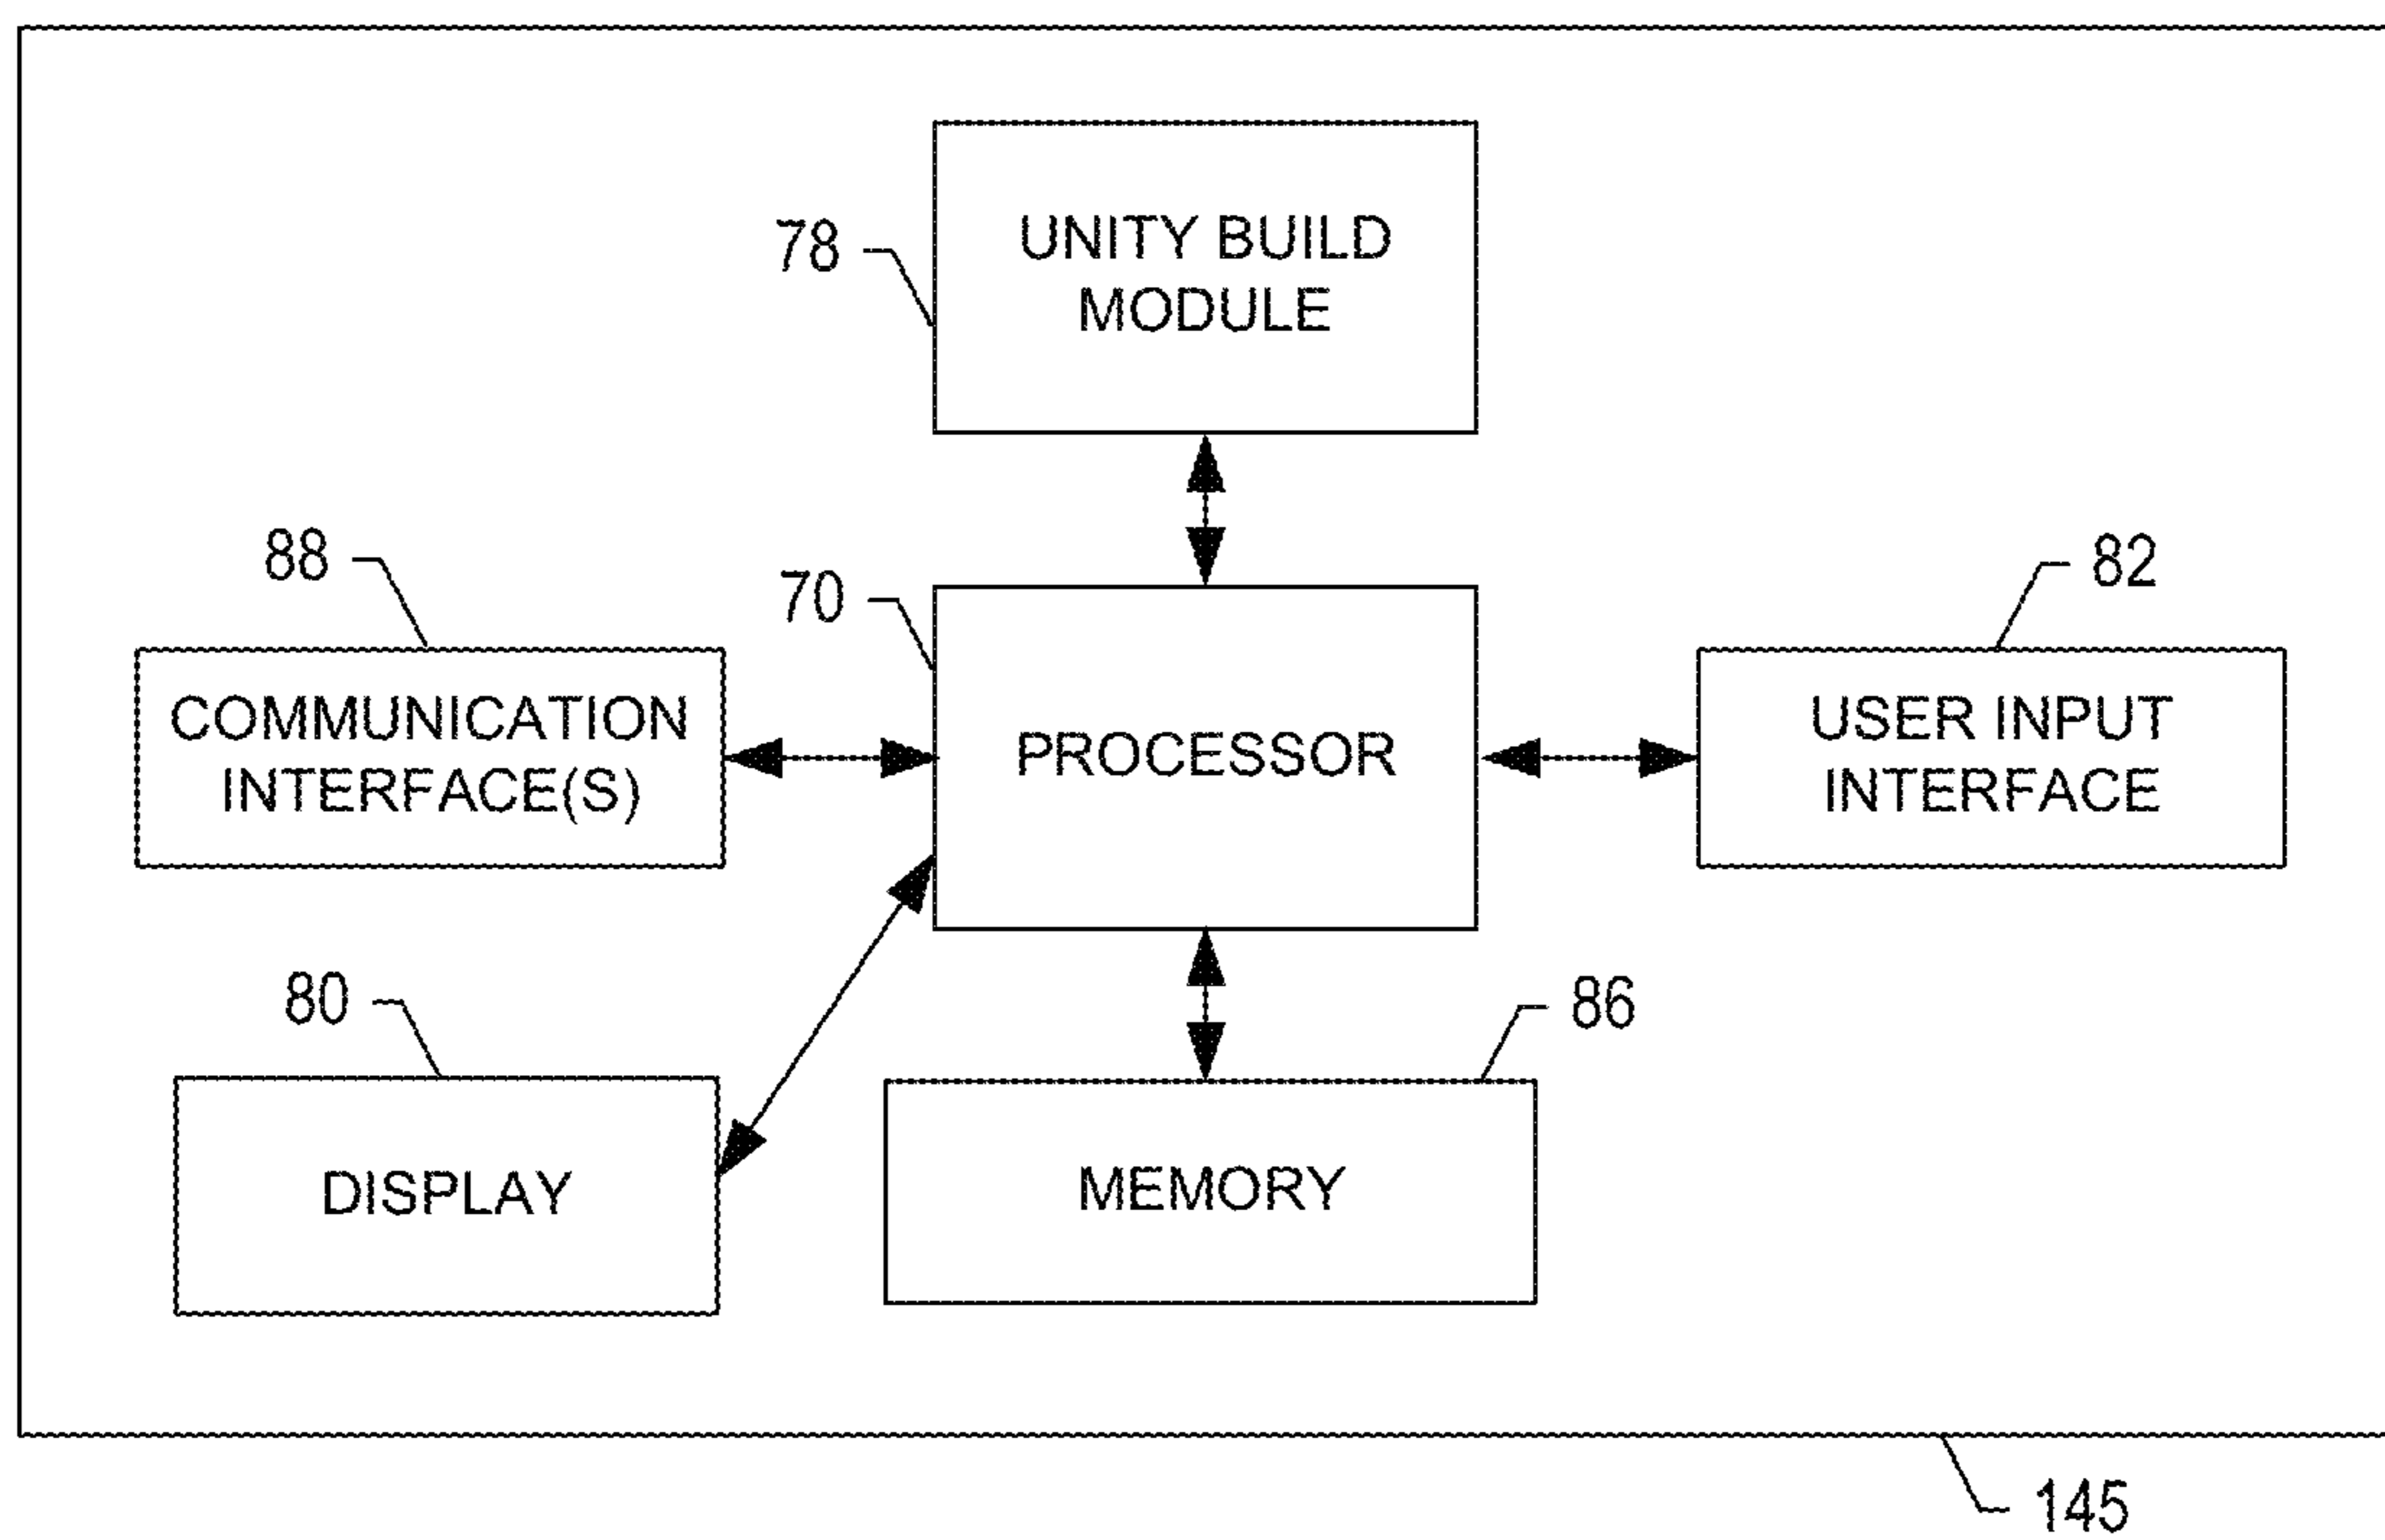 78
UNITY BUILD
MODULE
88
70
82
COMMUNICATION
INTERFACE(S)
PROCESSOR
USER INPUT
INTERFACE
80
86
DISPLAY
MEMORY
145